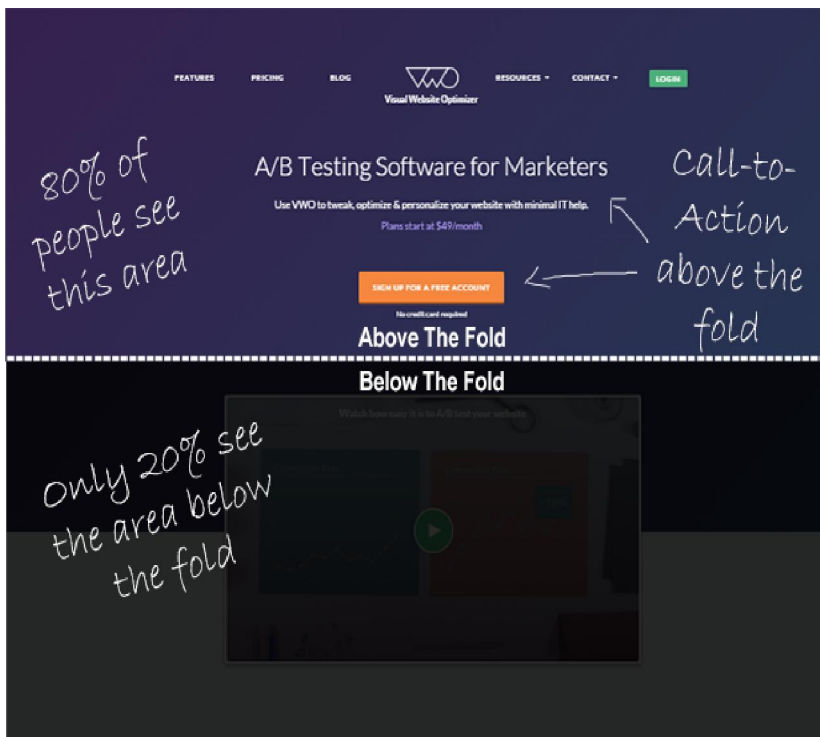 FEATURES PRICING BLOG VWO RESOURCES CONTACT LOGIN
Visual Website Optimizer
80% of
people see
this area
A/B Testing Software for Marketers
Use VWO to tweak, optimize & personalize your website with minimal IT help.
Plans start at $49/month
SIGN UP FOR A FREE ACCOUNT
No credit card required
Call-to-
Action
above the
fold
Above The Fold
Below The Fold
Watch how easy it is to A/B test your website
Only 20% see
the area below
the fold